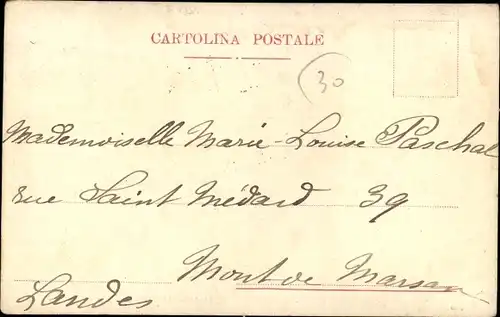 CARTOLINA POSTALE
30
Mademoiselle Marie-Louise Paschal
rue Saint Médard 39
Mont de Marsan
Landes